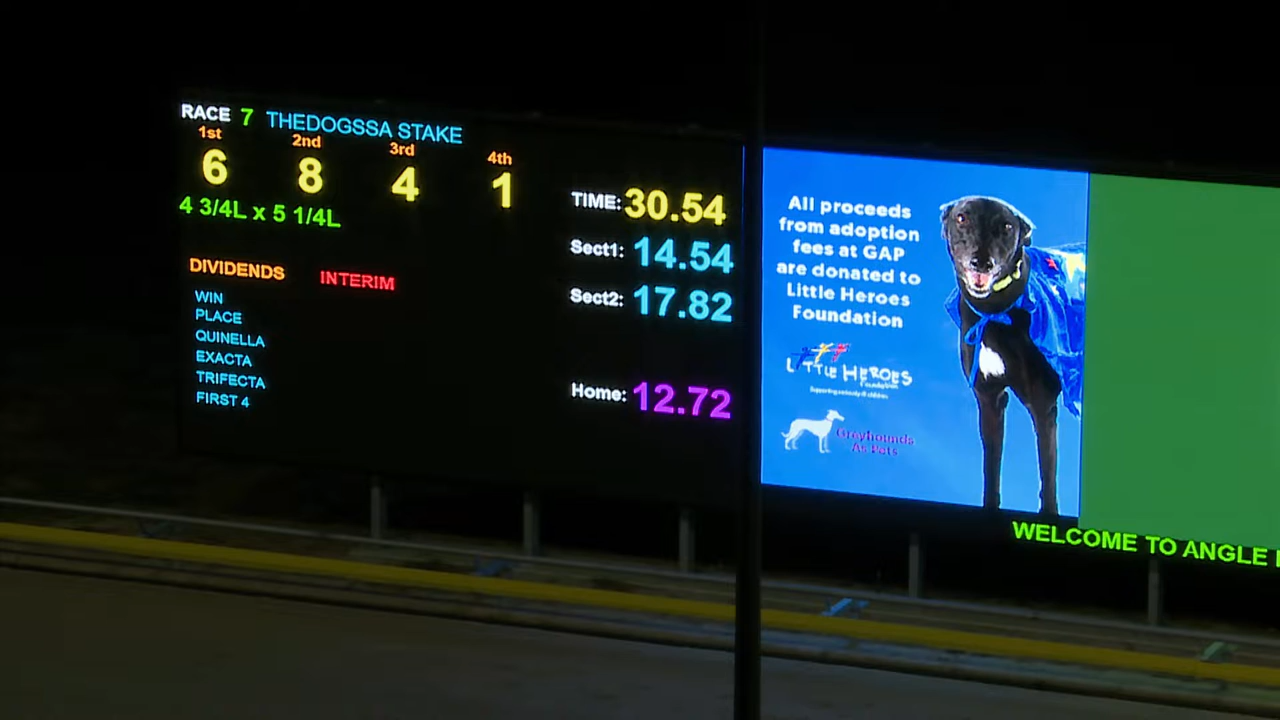 RACE 7 THEDOGSSA STAKE
1st 2nd 3rd 4th
6 8 4 1
4 3/4L x 5 1/4L
DIVIDENDS INTERIM
WIN
PLACE
QUINELLA
EXACTA
TRIFECTA
FIRST 4
TIME: 30.54
Sect1: 14.54
Sect2: 17.82
Home: 12.72
All proceeds
from adoption
fees at GAP
are donated to
Little Heroes
Foundation
LITTLE HEROES
Foundation
Greyhounds
As Pets
WELCOME TO ANGLE